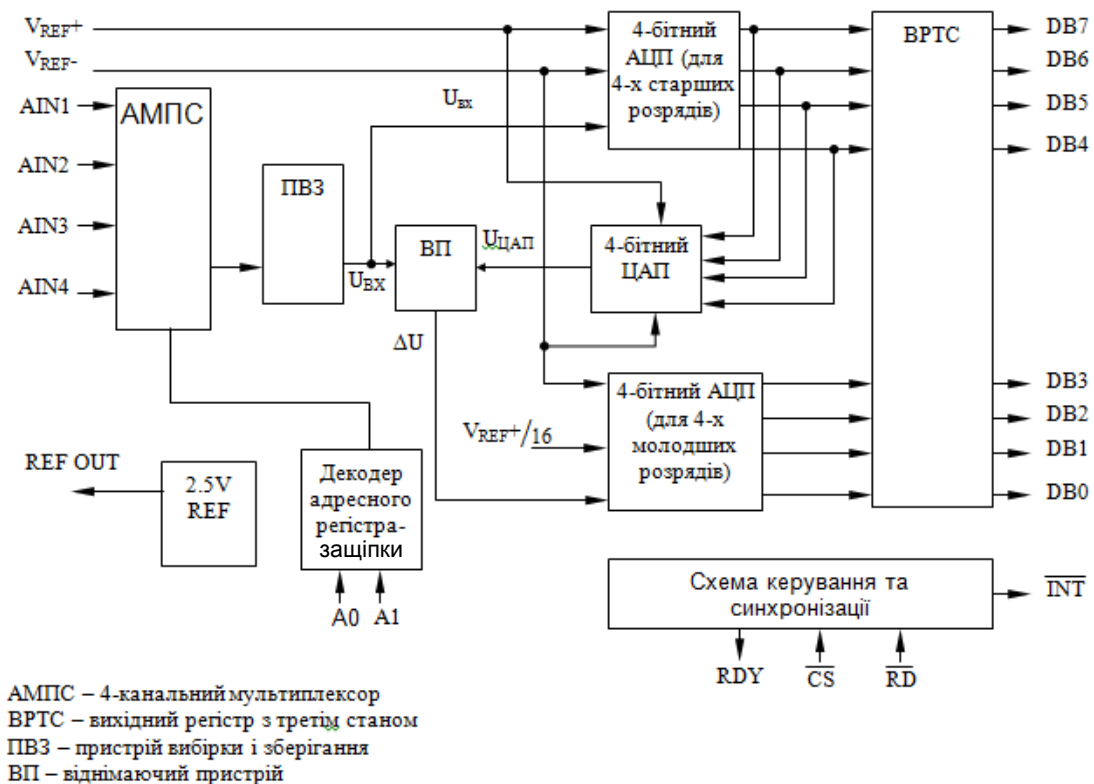 VREF+
VREF-
AIN1
AIN2
AIN3
AIN4
АМПС
ПВЗ
UВХ
Uвх
ВП
UЦАП
ΔU
4-бітний
АЦП (для
4-х старших
розрядів)
4-бітний
ЦАП
4-бітний АЦП
(для 4-х
молодших
розрядів)
VREF+/16
ВРТС
DB7
DB6
DB5
DB4
DB3
DB2
DB1
DB0
REF OUT
2.5V
REF
Декодер
адресного
регістра-
защіпки
A0 A1
Схема керування та
синхронізації
INT
RDY
CS
RD
АМПС – 4-канальний мультиплексор
ВРТС – вихідний регістр з третім станом
ПВЗ – пристрій вибірки і зберігання
ВП – віднімаючий пристрій